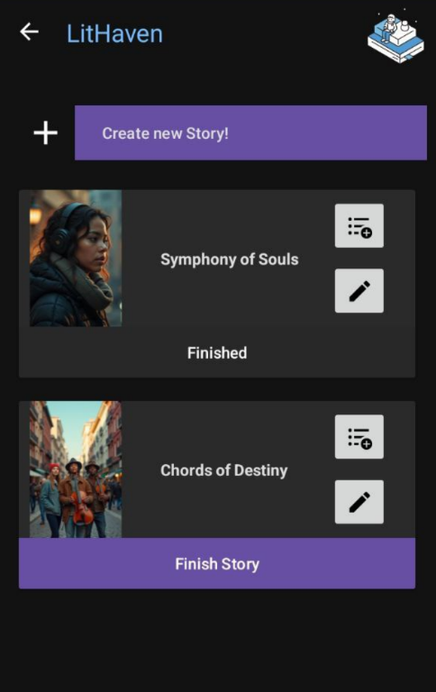 LitHaven
Create new Story!
Symphony of Souls
Finished
Chords of Destiny
Finish Story